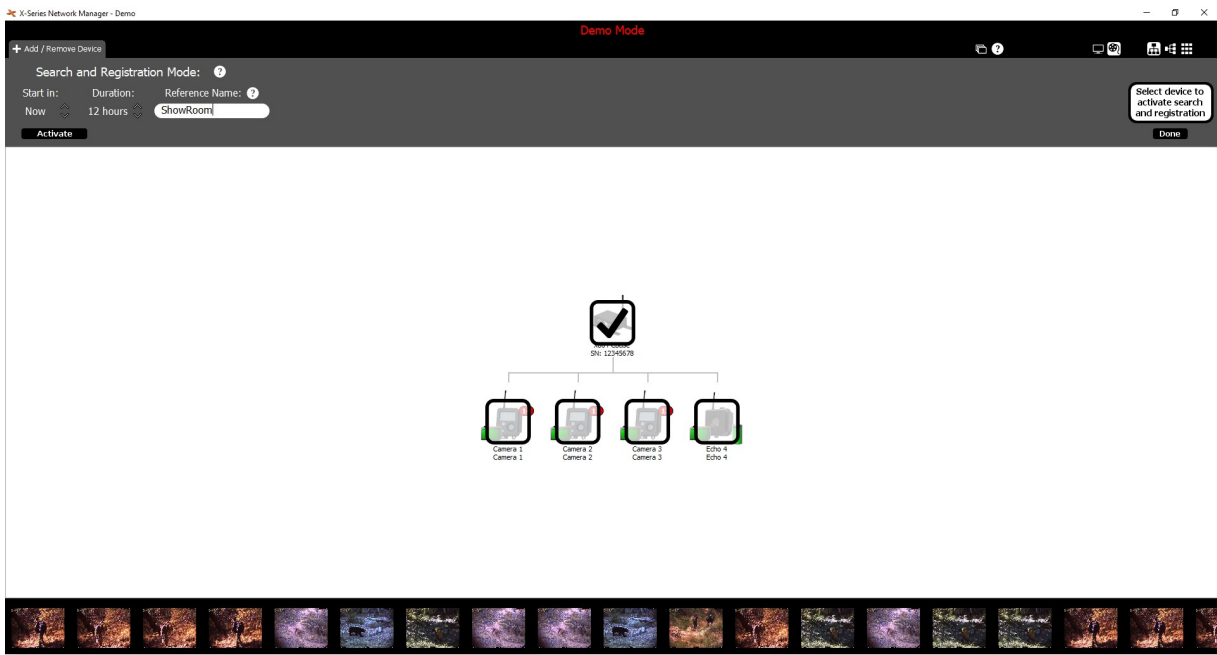 X-Series Network Manager - Demo
Demo Mode
Add / Remove Device
Search and Registration Mode:
Start in: Duration: Reference Name:
Now 12 hours ShowRoom
Activate
Select device to
activate search
and registration
Done
SN: 12345678
Camera 1 Camera 2 Camera 3 Echo 4
Camera 1 Camera 2 Camera 3 Echo 4